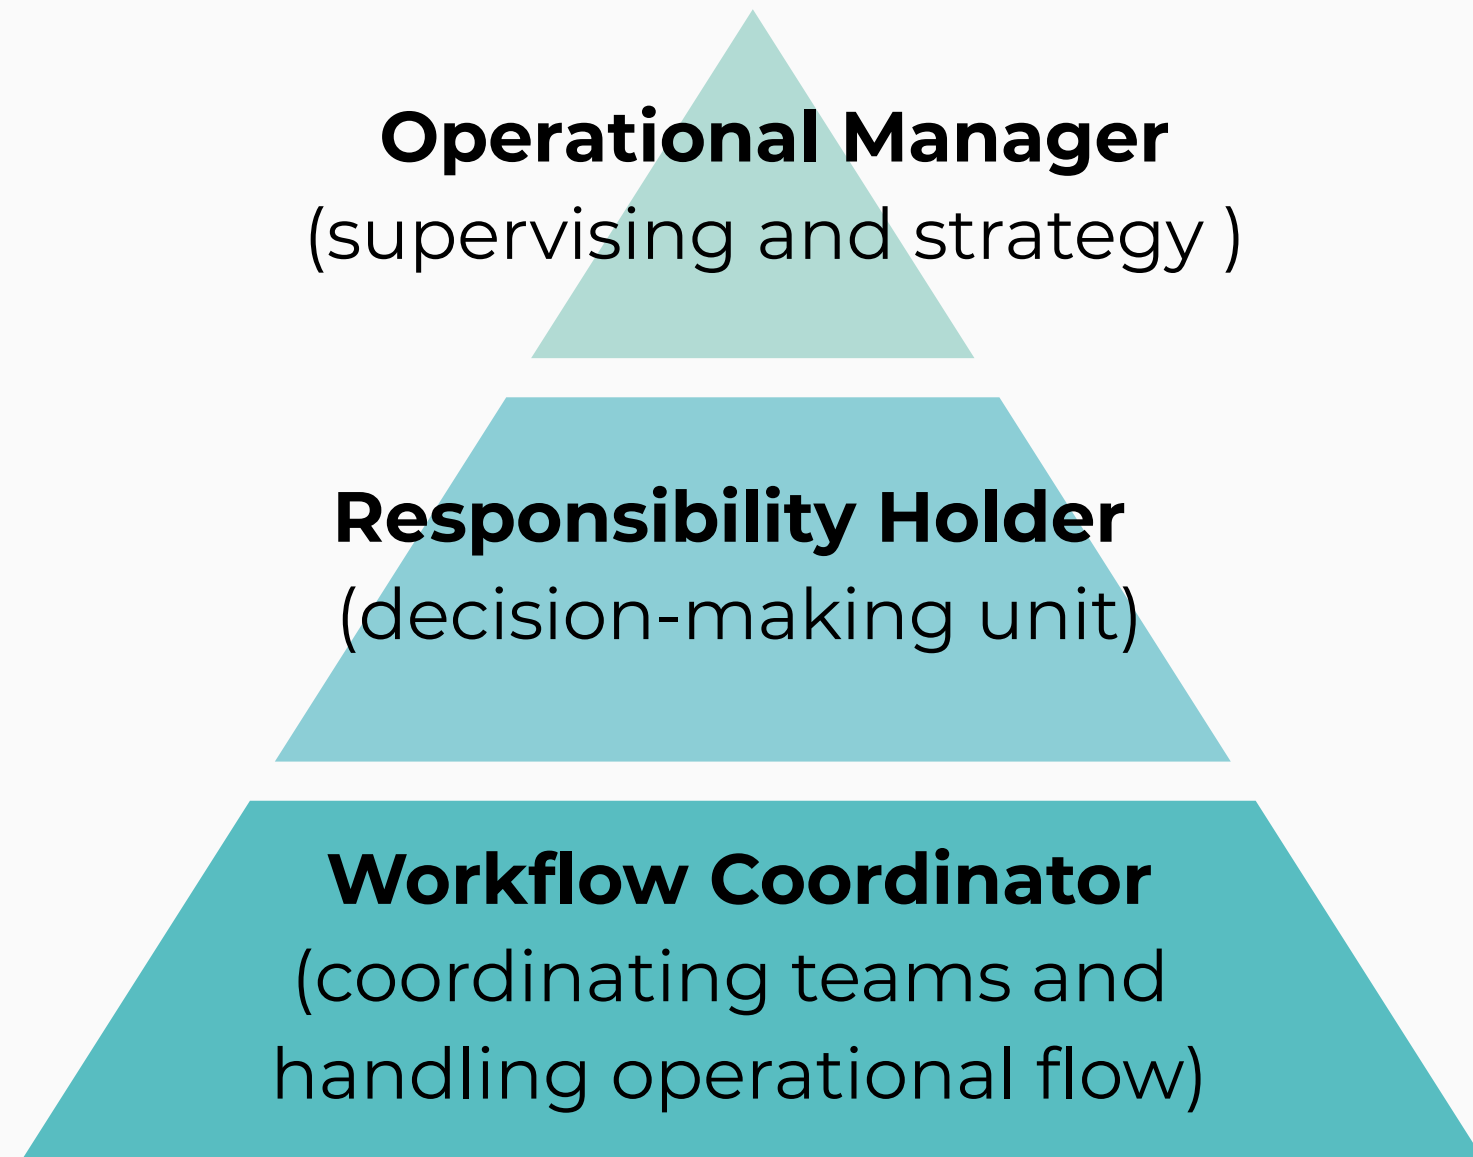 Operational Manager
(supervising and strategy )
Responsibility Holder
(decision-making unit)
Workflow Coordinator
(coordinating teams and
handling operational flow)